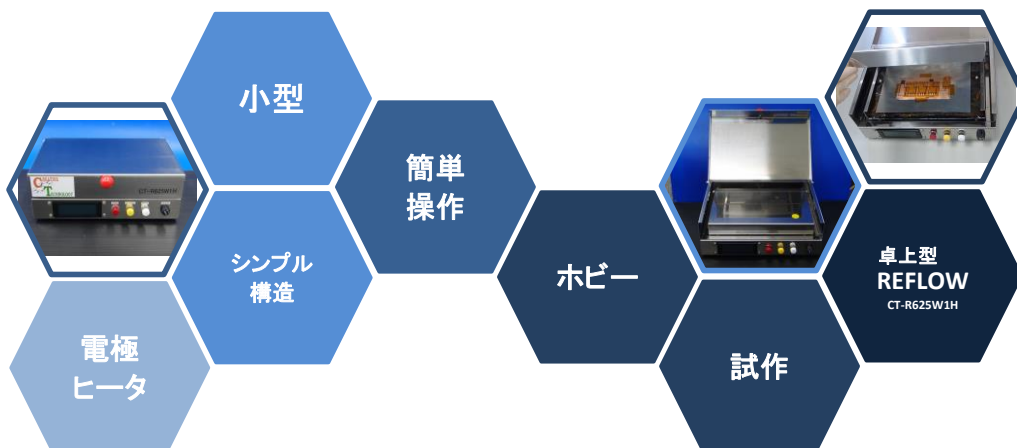 小型
簡単
操作
CT-R625W1H
シンプル
構造
電極
ヒータ
ホビー
試作
卓上型
REFLOW
CT-R625W1H